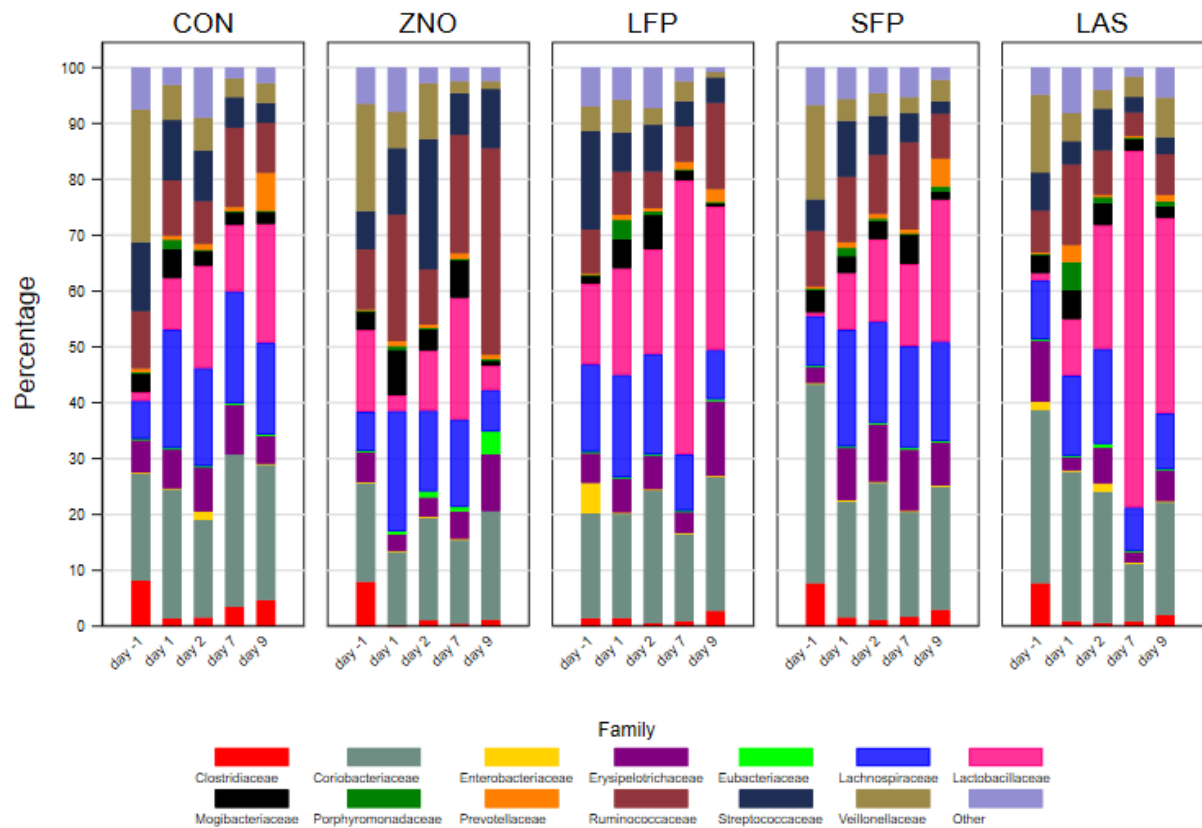 CON ZNO LFP SFP LAS
100
90
80
70
60
50
40
30
20
10
0
Percentage
day -1 day 1 day 2 day 7 day 9 day -1 day 1 day 2 day 7 day 9 day -1 day 1 day 2 day 7 day 9 day -1 day 1 day 2 day 7 day 9 day -1 day 1 day 2 day 7 day 9
Family
Clostridiaceae Coriobacteriaceae Enterobacteriaceae Erysipelotrichaceae Eubacteriaceae Lachnospiraceae Lactobacillaceae
Mogibacteriaceae Porphyromonadaceae Prevotellaceae Ruminococcaceae Streptococcaceae Veillonellaceae Other